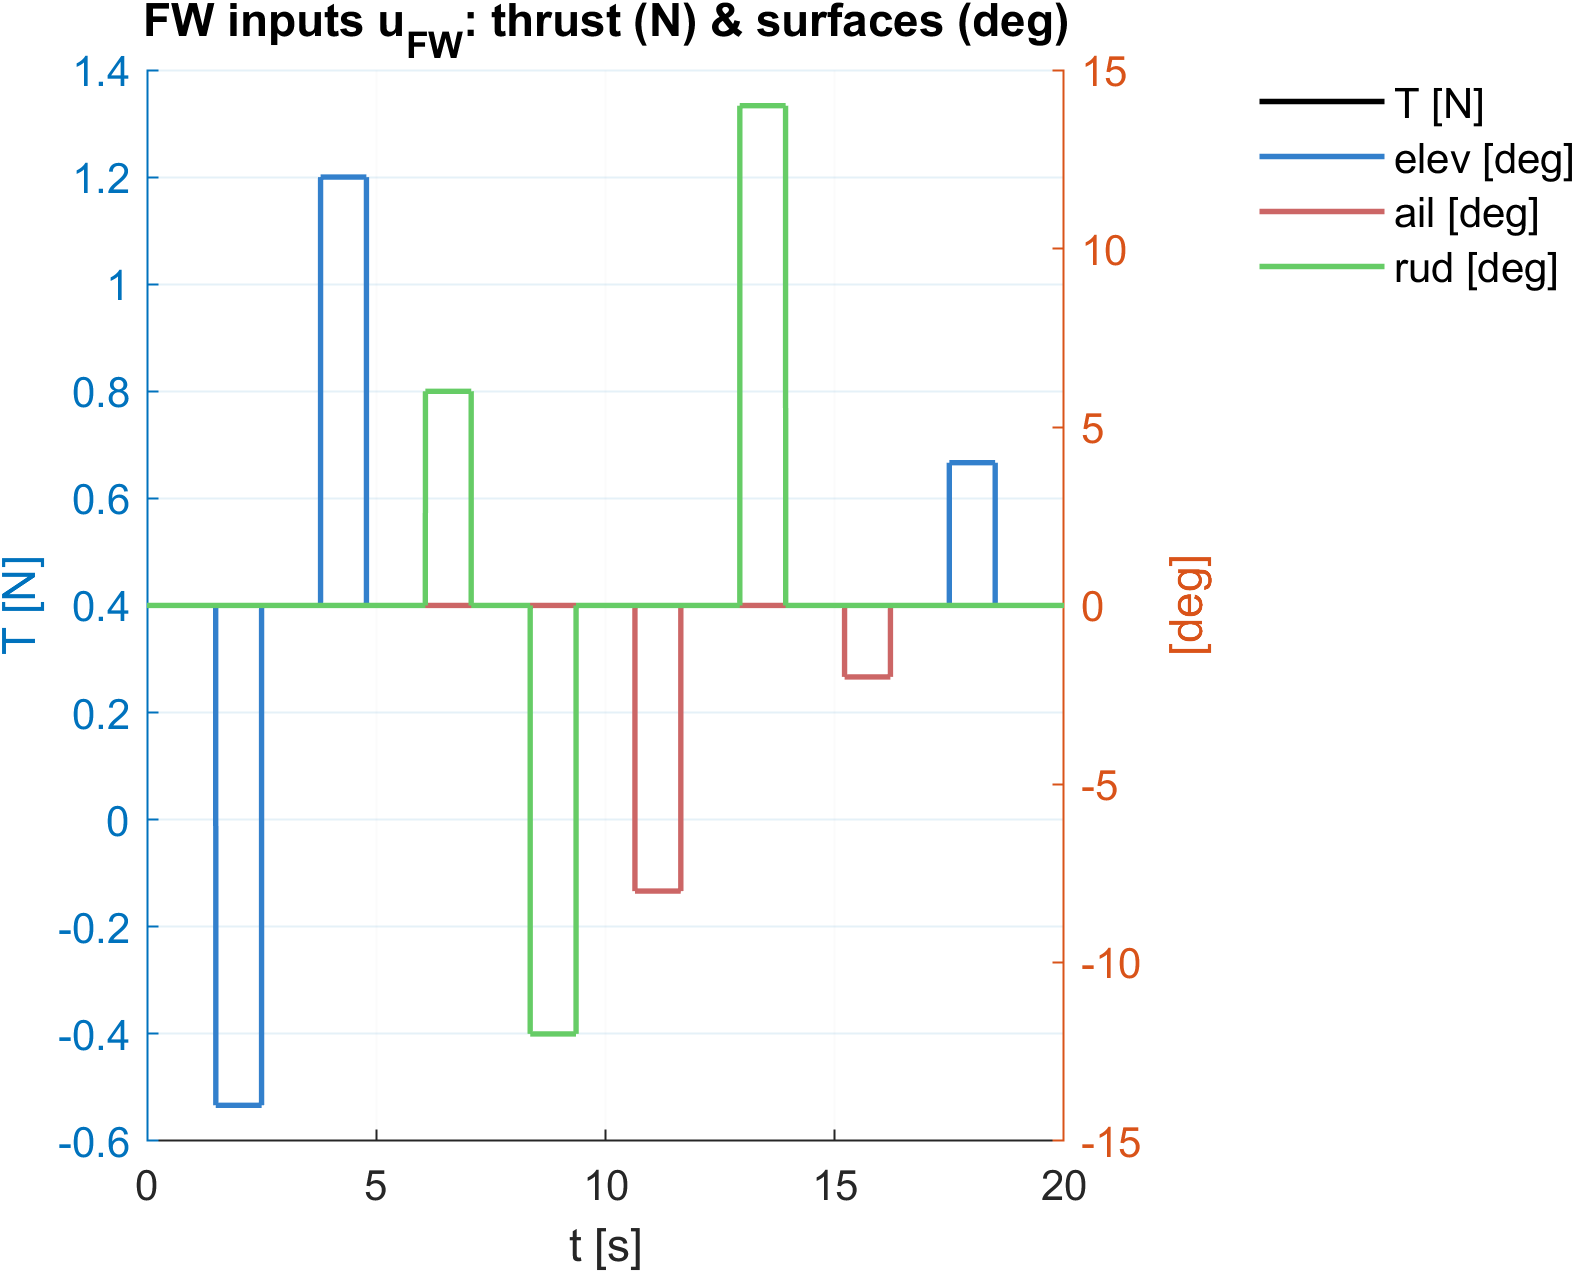 FW inputs u_FW: thrust (N) & surfaces (deg)
1.4
1.2
1
0.8
0.6
0.4
0.2
0
-0.2
-0.4
-0.6
T [N]
15
10
5
0
-5
-10
-15
[deg]
0 5 10 15 20
t [s]
T [N]
elev [deg]
ail [deg]
rud [deg]